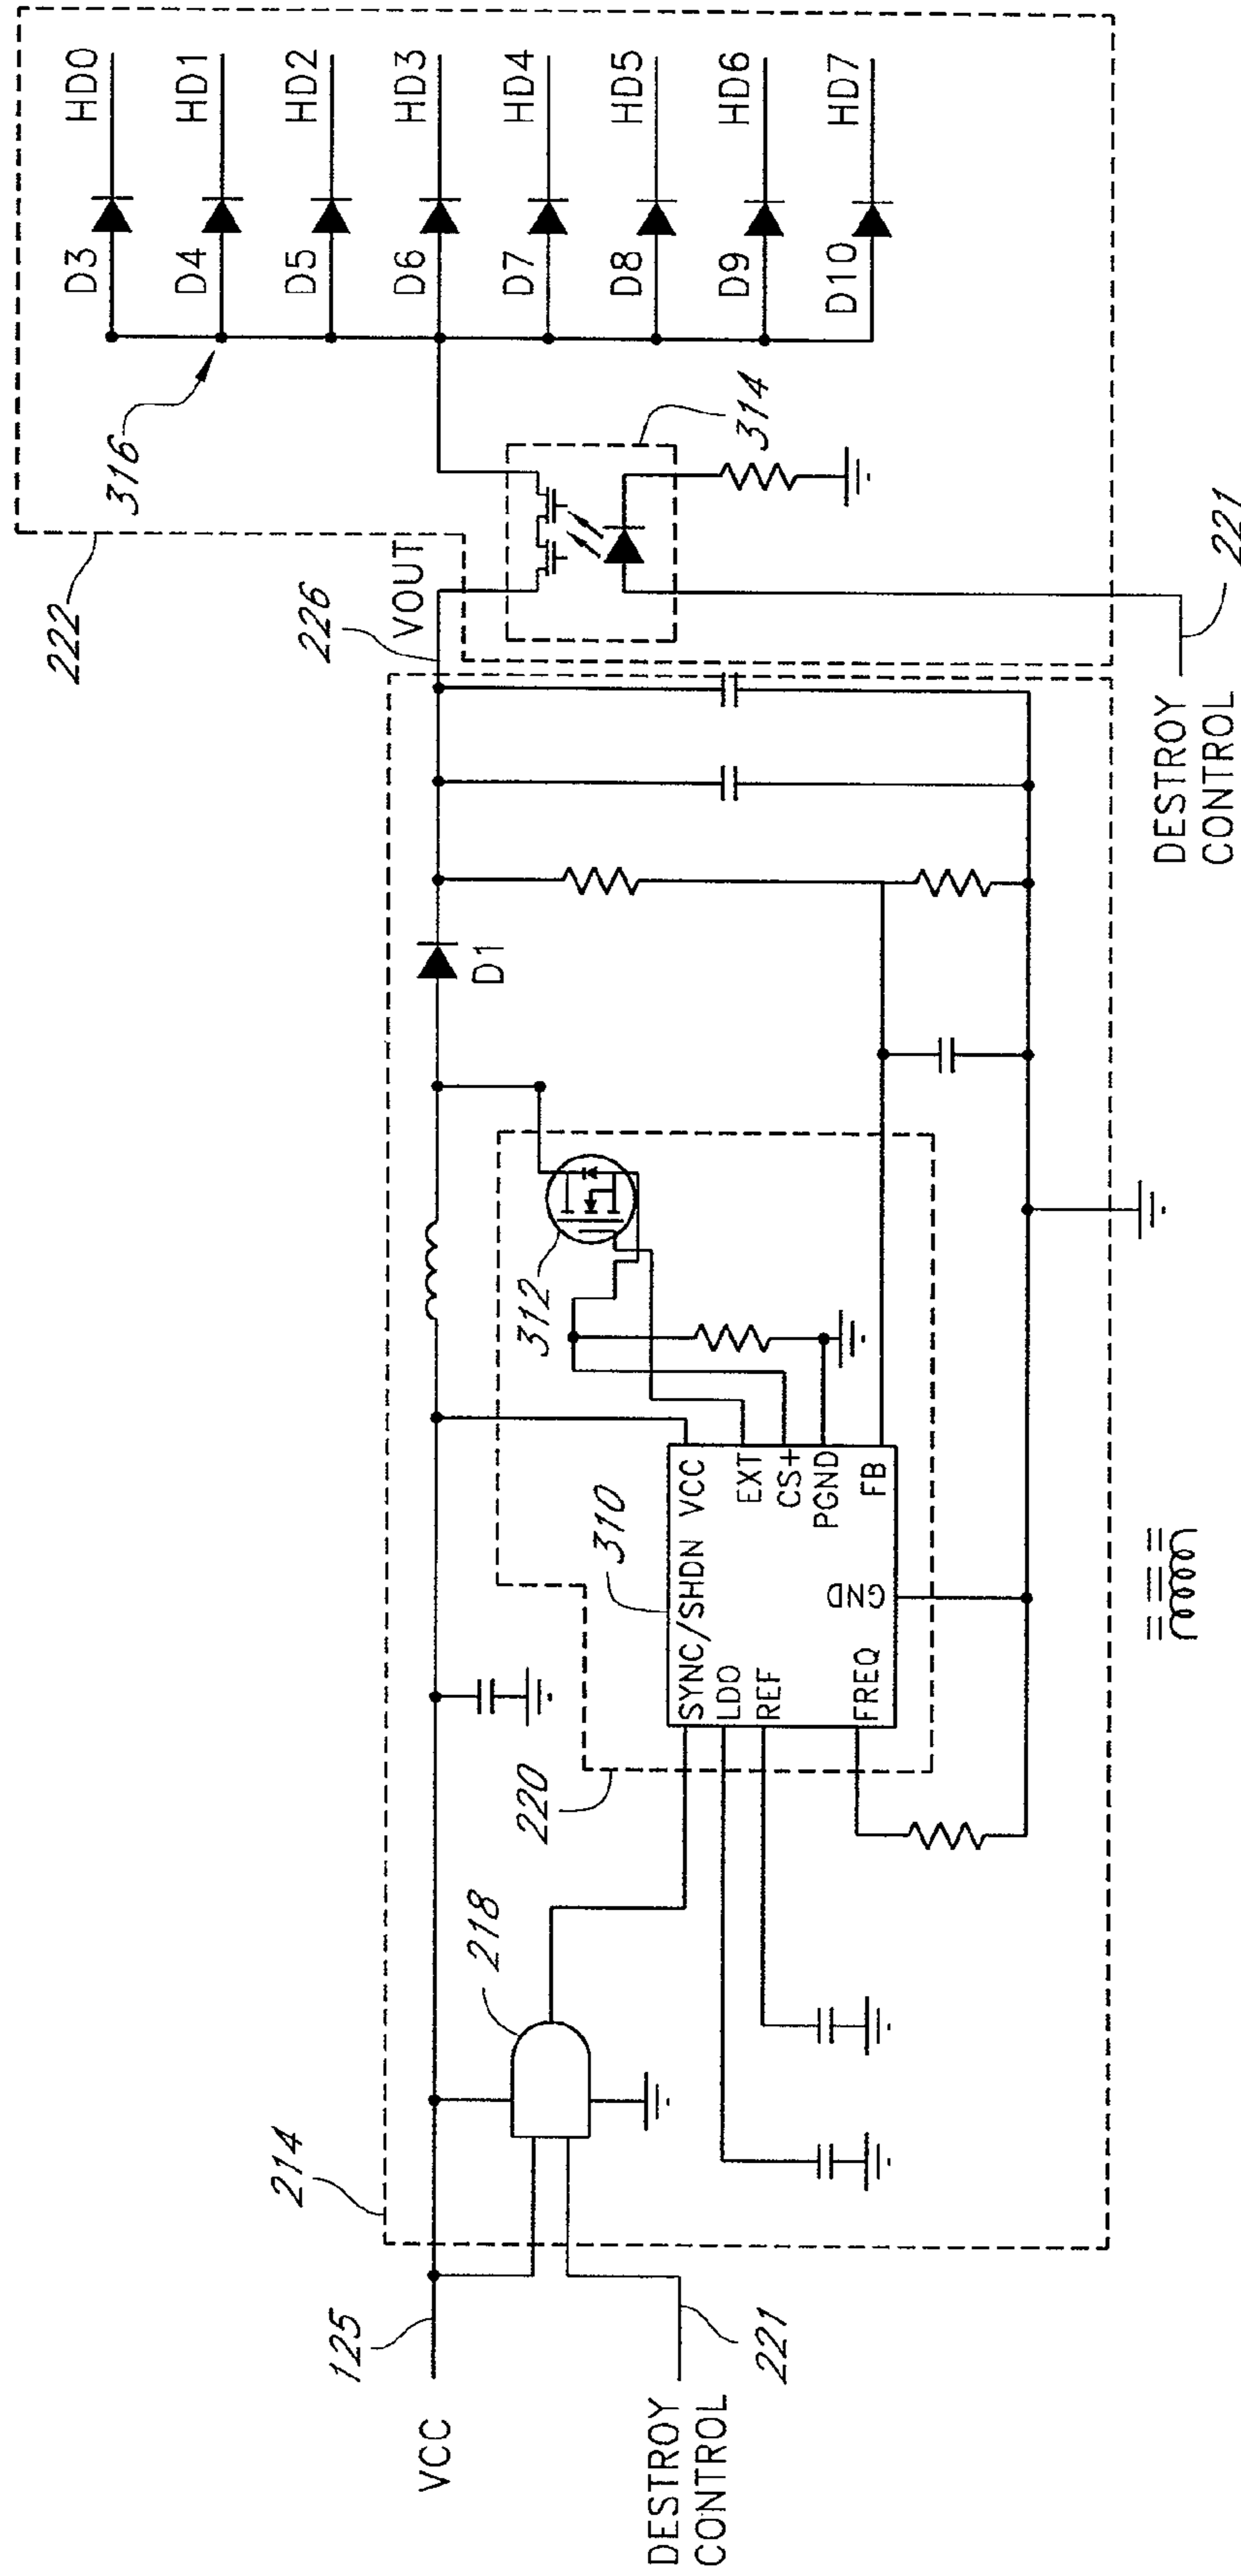 222
316
HD0
HD1
HD2
HD3
HD4
HD5
HD6
HD7
D3
D4
D5
D6
D7
D8
D9
D10
314
226
VOUT
DESTROY
CONTROL
221
D1
312
310
SYNC/SHDN
VCC
LDO
REF
FREQ
EXT
CS+
PGND
FB
GND
220
218
214
125
VCC
DESTROY
CONTROL
221